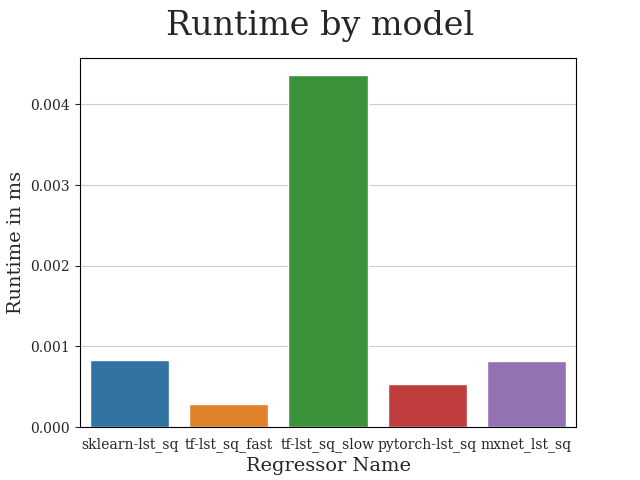 Runtime by model
Runtime in ms
0.004
0.003
0.002
0.001
0.000
sklearn-lst_sq tf-lst_sq_fast tf-lst_sq_slow pytorch-lst_sq mxnet_lst_sq
Regressor Name